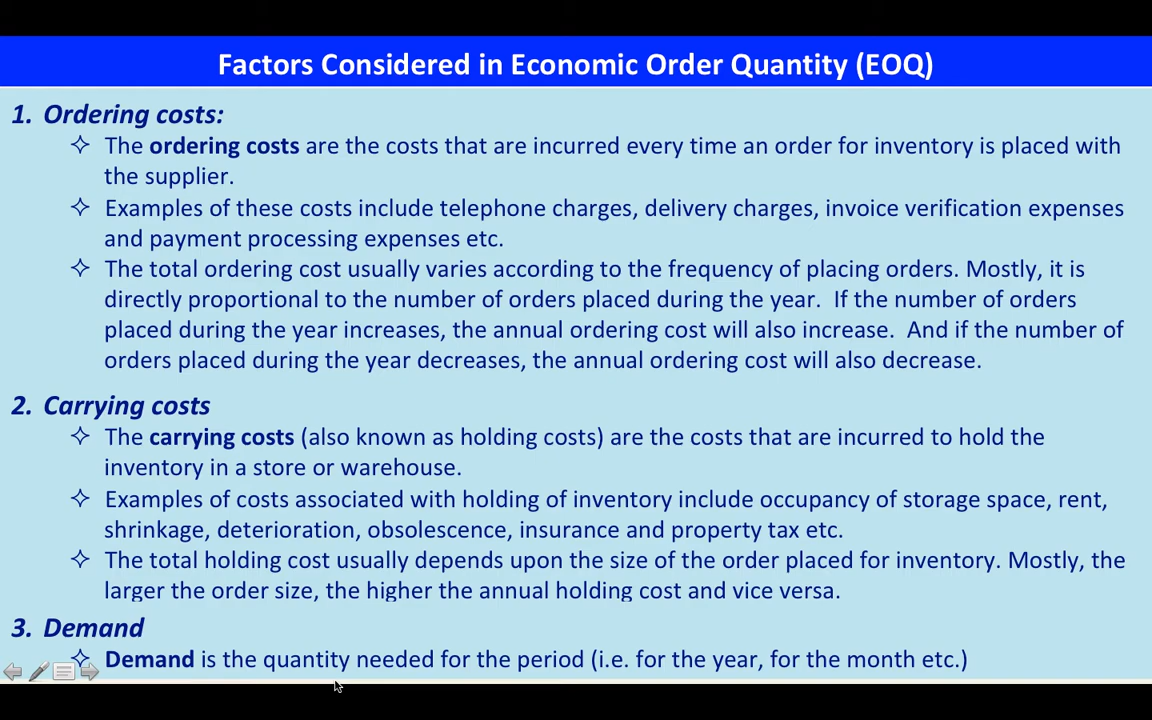 Factors Considered in Economic Order Quantity (EOQ)
1. Ordering costs:
The ordering costs are the costs that are incurred every time an order for inventory is placed with
the supplier.
Examples of these costs include telephone charges, delivery charges, invoice verification expenses
and payment processing expenses etc.
The total ordering cost usually varies according to the frequency of placing orders. Mostly, it is
directly proportional to the number of orders placed during the year. If the number of orders
placed during the year increases, the annual ordering cost will also increase. And if the number of
orders placed during the year decreases, the annual ordering cost will also decrease.
2. Carrying costs
The carrying costs (also known as holding costs) are the costs that are incurred to hold the
inventory in a store or warehouse.
Examples of costs associated with holding of inventory include occupancy of storage space, rent,
shrinkage, deterioration, obsolescence, insurance and property tax etc.
The total holding cost usually depends upon the size of the order placed for inventory. Mostly, the
larger the order size, the higher the annual holding cost and vice versa.
3. Demand
Demand is the quantity needed for the period (i.e. for the year, for the month etc.)